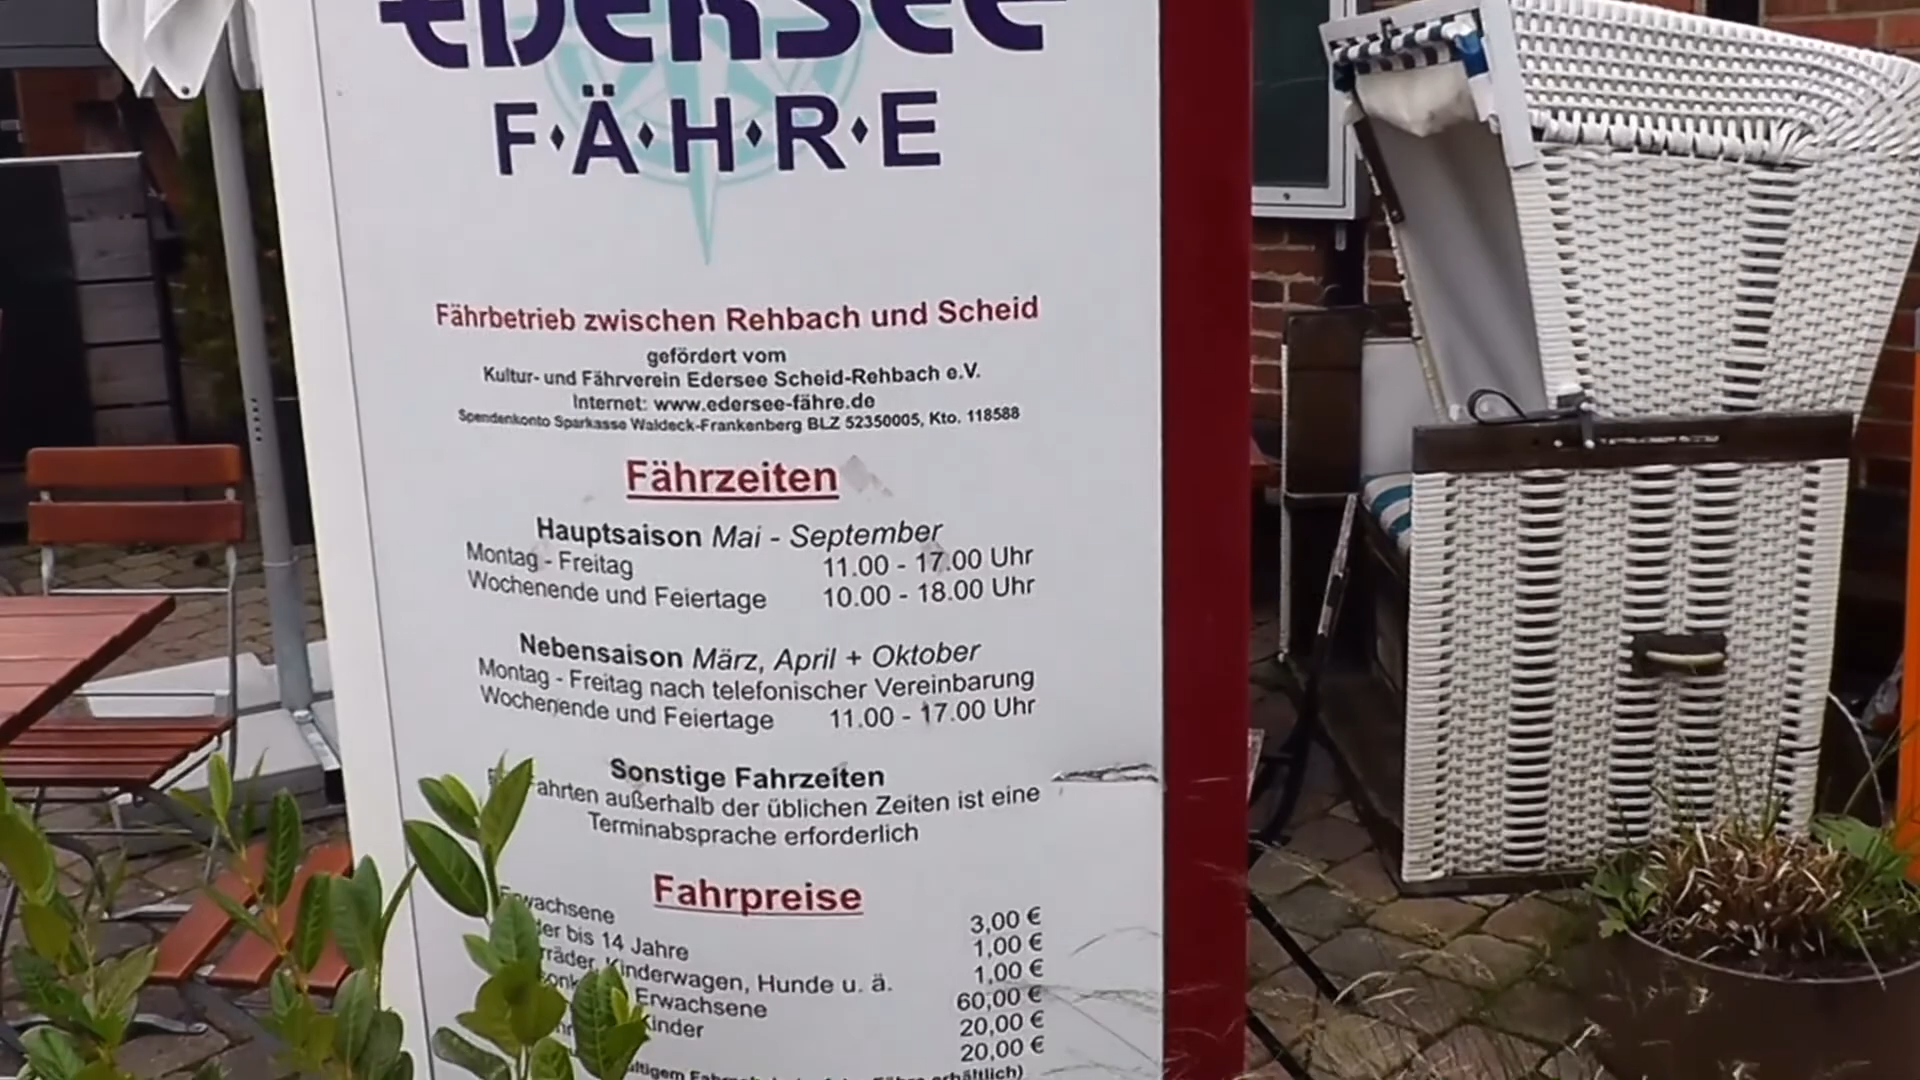 EDERSEE
F·Ä·H·R·E
Fährbetrieb zwischen Rehbach und Scheid
gefördert vom
Kultur- und Fährverein Edersee Scheid-Rehbach e.V.
Internet: www.edersee-fähre.de
Spendenkonto Sparkasse Waldeck-Frankenberg BLZ 52350005, Kto. 118588
Fährzeiten
Hauptsaison Mai - September
Montag - Freitag 11.00 - 17.00 Uhr
Wochenende und Feiertage 10.00 - 18.00 Uhr
Nebensaison März, April + Oktober
Montag - Freitag nach telefonischer Vereinbarung
Wochenende und Feiertage 11.00 - 17.00 Uhr
Sonstige Fahrzeiten
außerhalb der üblichen Zeiten ist eine
Terminabsprache erforderlich
Fahrpreise
Erwachsene 3,00 €
bis 14 Jahre 1,00 €
Kinderwagen, Hunde u. ä. 1,00 €
Erwachsene 60,00 €
Kinder 20,00 €
20,00 €
erhältlich)